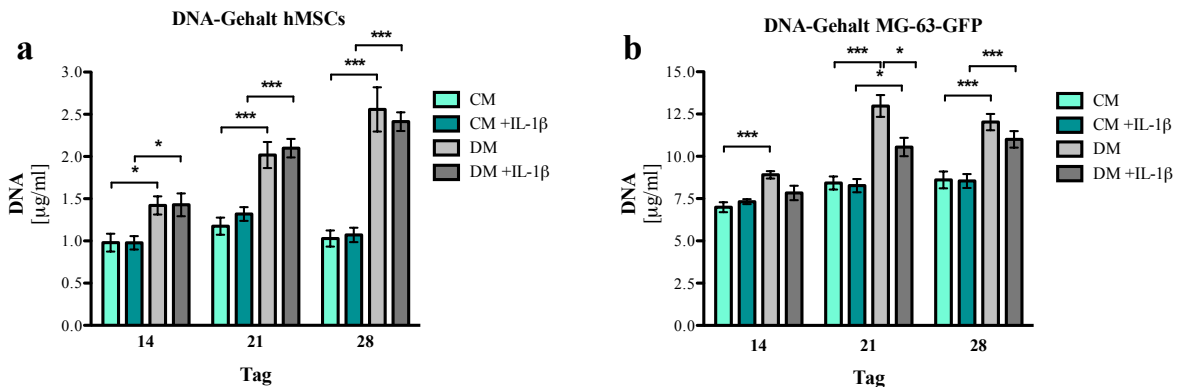 DNA-Gehalt hMSCs
a
***
***
***
***
*
*
3.0
2.5
2.0
1.5
1.0
0.5
0.0
DNA
[µg/ml]
14 21 28
Tag
CM
CM +IL-1β
DM
DM +IL-1β
DNA-Gehalt MG-63-GFP
b
*** * ***
* ***
***
15.0
12.5
10.0
7.5
5.0
2.5
0.0
DNA
[µg/ml]
14 21 28
Tag
CM
CM +IL-1β
DM
DM +IL-1β